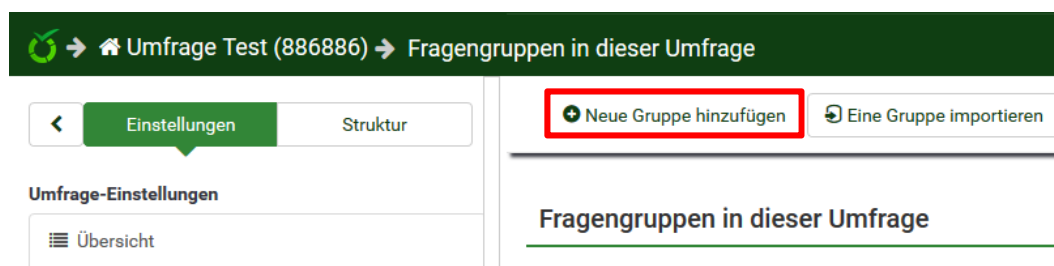 Umfrage Test (886886) Fragengruppen in dieser Umfrage
Einstellungen Struktur
Neue Gruppe hinzufügen Eine Gruppe importieren
Umfrage-Einstellungen
Übersicht
Fragengruppen in dieser Umfrage